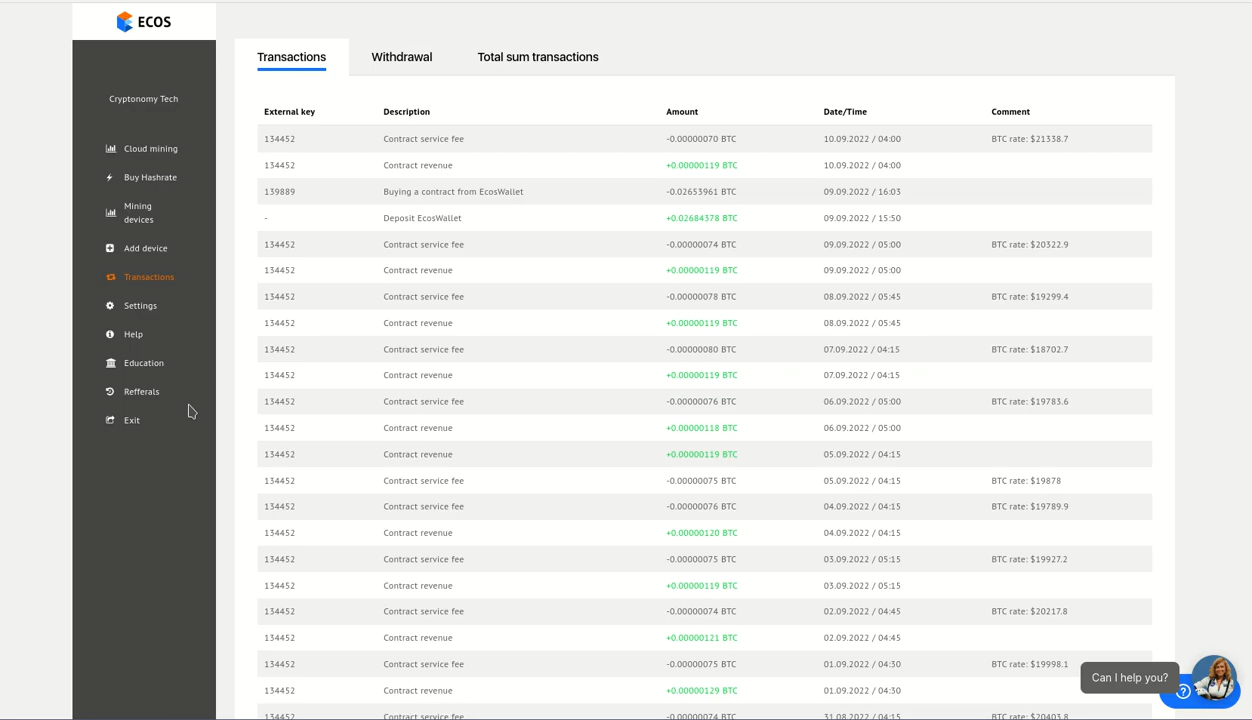 ECOS
Cryptonomy Tech
Cloud mining
Buy Hashrate
Mining
devices
Add device
Transactions
Settings
Help
Education
Refferals
Exit
Transactions Withdrawal Total sum transactions
External key Description Amount Date/Time Comment
134452 Contract service fee -0.00000070 BTC 10.09.2022 / 04:00 BTC rate: $21338.7
134452 Contract revenue +0.00000119 BTC 10.09.2022 / 04:00
139889 Buying a contract from EcosWallet -0.02653961 BTC 09.09.2022 / 16:03
- Deposit EcosWallet +0.02684378 BTC 09.09.2022 / 15:50
134452 Contract service fee -0.00000074 BTC 09.09.2022 / 05:00 BTC rate: $20322.9
134452 Contract revenue +0.00000119 BTC 09.09.2022 / 05:00
134452 Contract service fee -0.00000078 BTC 08.09.2022 / 05:45 BTC rate: $19299.4
134452 Contract revenue +0.00000119 BTC 08.09.2022 / 05:45
134452 Contract service fee -0.00000080 BTC 07.09.2022 / 04:15 BTC rate: $18702.7
134452 Contract revenue +0.00000119 BTC 07.09.2022 / 04:15
134452 Contract service fee -0.00000076 BTC 06.09.2022 / 05:00 BTC rate: $19783.6
134452 Contract revenue +0.00000118 BTC 06.09.2022 / 05:00
134452 Contract revenue +0.00000119 BTC 05.09.2022 / 04:15
134452 Contract service fee -0.00000075 BTC 05.09.2022 / 04:15 BTC rate: $19878
134452 Contract service fee -0.00000076 BTC 04.09.2022 / 04:15 BTC rate: $19789.9
134452 Contract revenue +0.00000120 BTC 04.09.2022 / 04:15
134452 Contract service fee -0.00000075 BTC 03.09.2022 / 05:15 BTC rate: $19927.2
134452 Contract revenue +0.00000119 BTC 03.09.2022 / 05:15
134452 Contract service fee -0.00000074 BTC 02.09.2022 / 04:45 BTC rate: $20217.8
134452 Contract revenue +0.00000121 BTC 02.09.2022 / 04:45
134452 Contract service fee -0.00000075 BTC 01.09.2022 / 04:30 BTC rate: $19998.1
134452 Contract revenue +0.00000129 BTC 01.09.2022 / 04:30
134452 Contract service fee -0.00000074 BTC 31.08.2022 / 04:15 BTC rate: $20403.8
Can I help you?